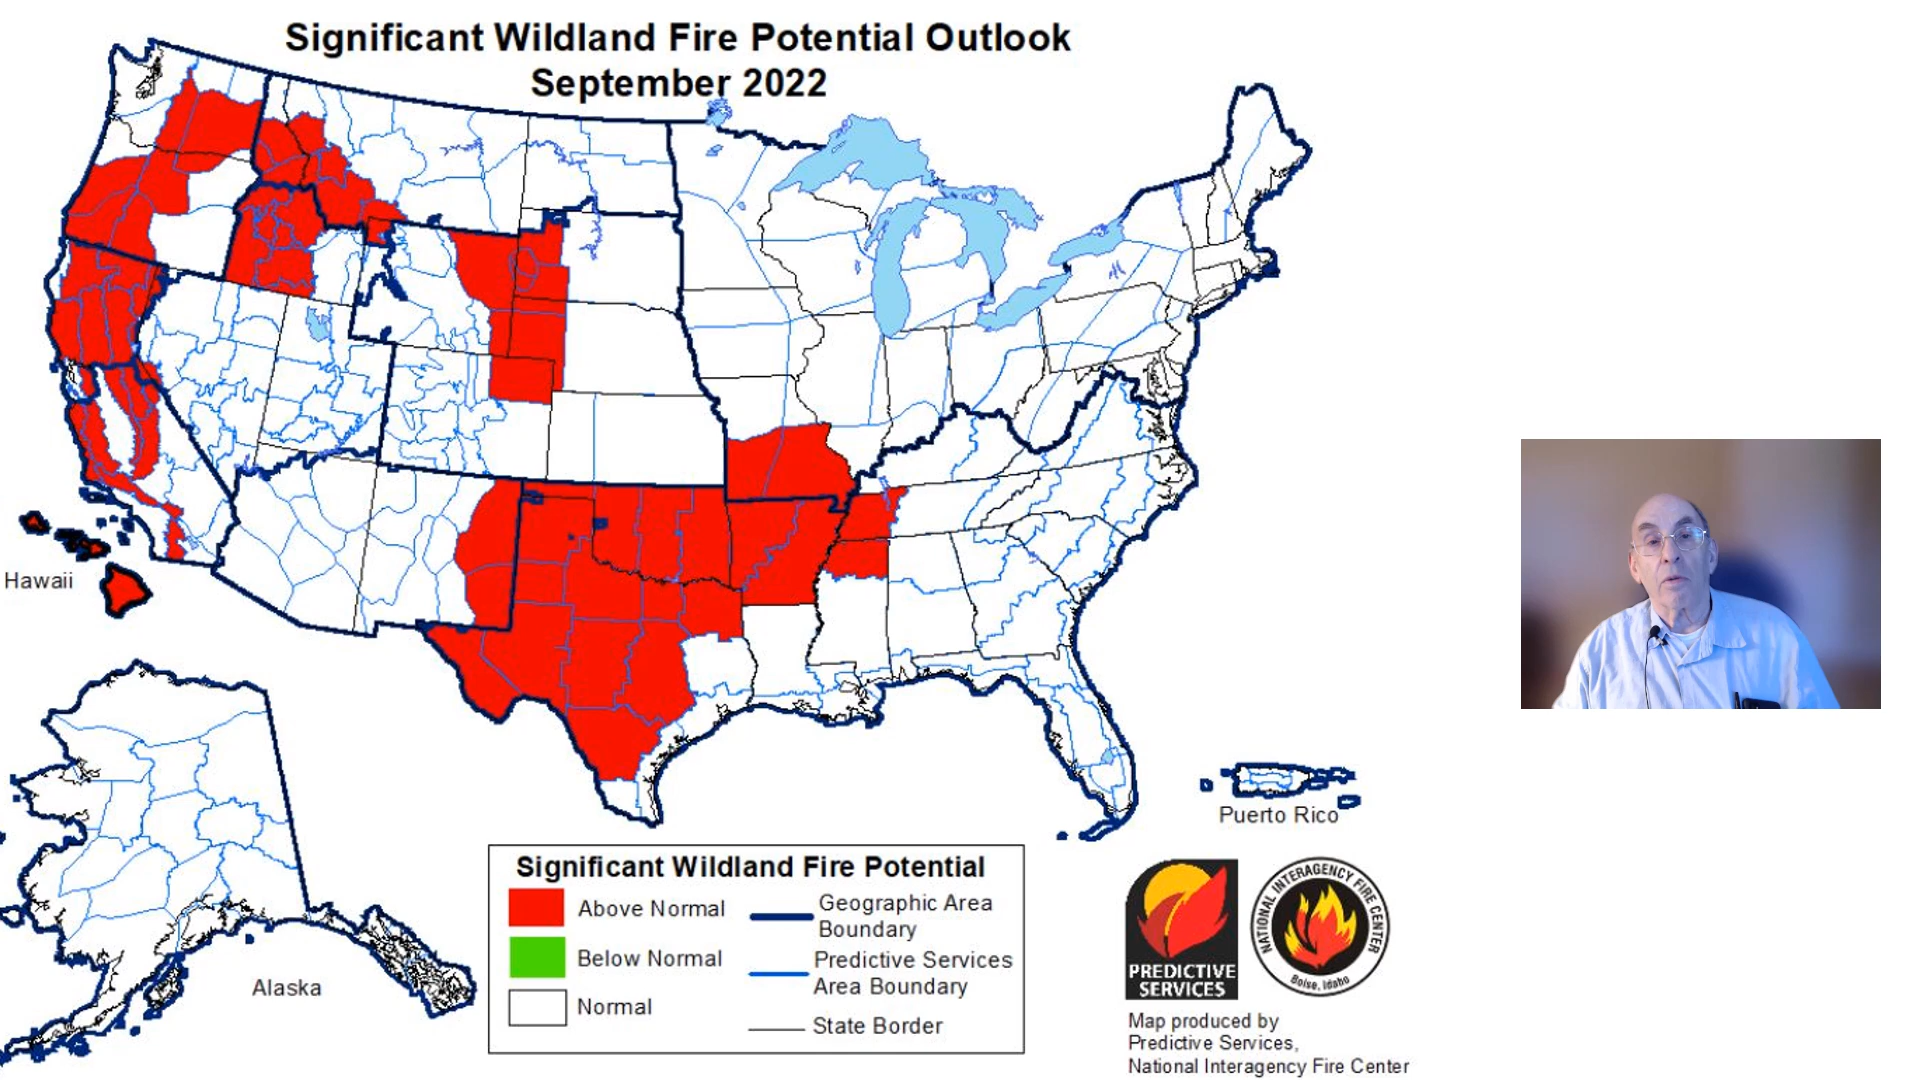 Significant Wildland Fire Potential Outlook
September 2022
Hawaii
Alaska
Puerto Rico
Significant Wildland Fire Potential
Above Normal
Below Normal
Normal
Geographic Area
Boundary
Predictive Services
Area Boundary
State Border
PREDICTIVE
SERVICES
NATIONAL INTERAGENCY FIRE CENTER
Boise, Idaho
Map produced by
Predictive Services,
National Interagency Fire Center